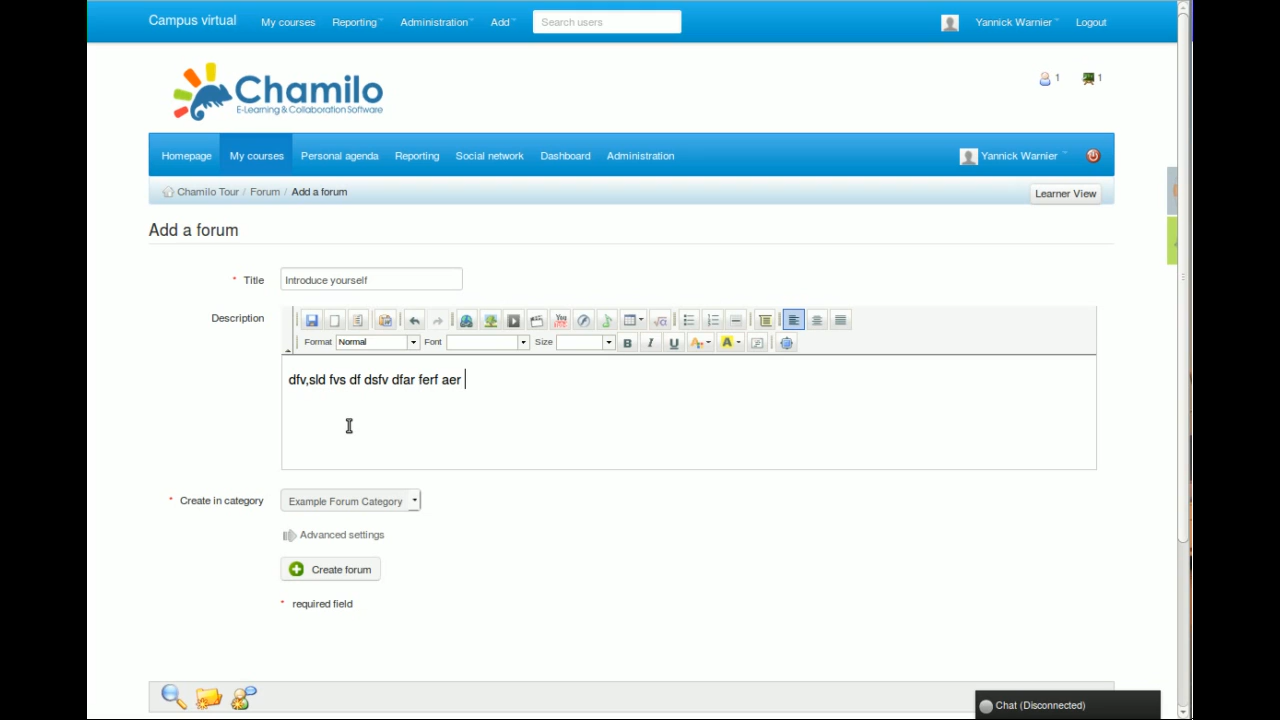 Campus virtual My courses Reporting Administration Add Search users Yannick Warnier Logout
Chamilo
E-Learning & Collaboration Software
1 1
Homepage My courses Personal agenda Reporting Social network Dashboard Administration Yannick Warnier
Chamilo Tour / Forum / Add a forum Learner View
Add a forum
* Title Introduce yourself
Description
You
Format Normal Font Size B I U A A
dfv,sld fvs df dsfv dfar ferf aer
* Create in category Example Forum Category
Advanced settings
Create forum
* required field
Chat (Disconnected)